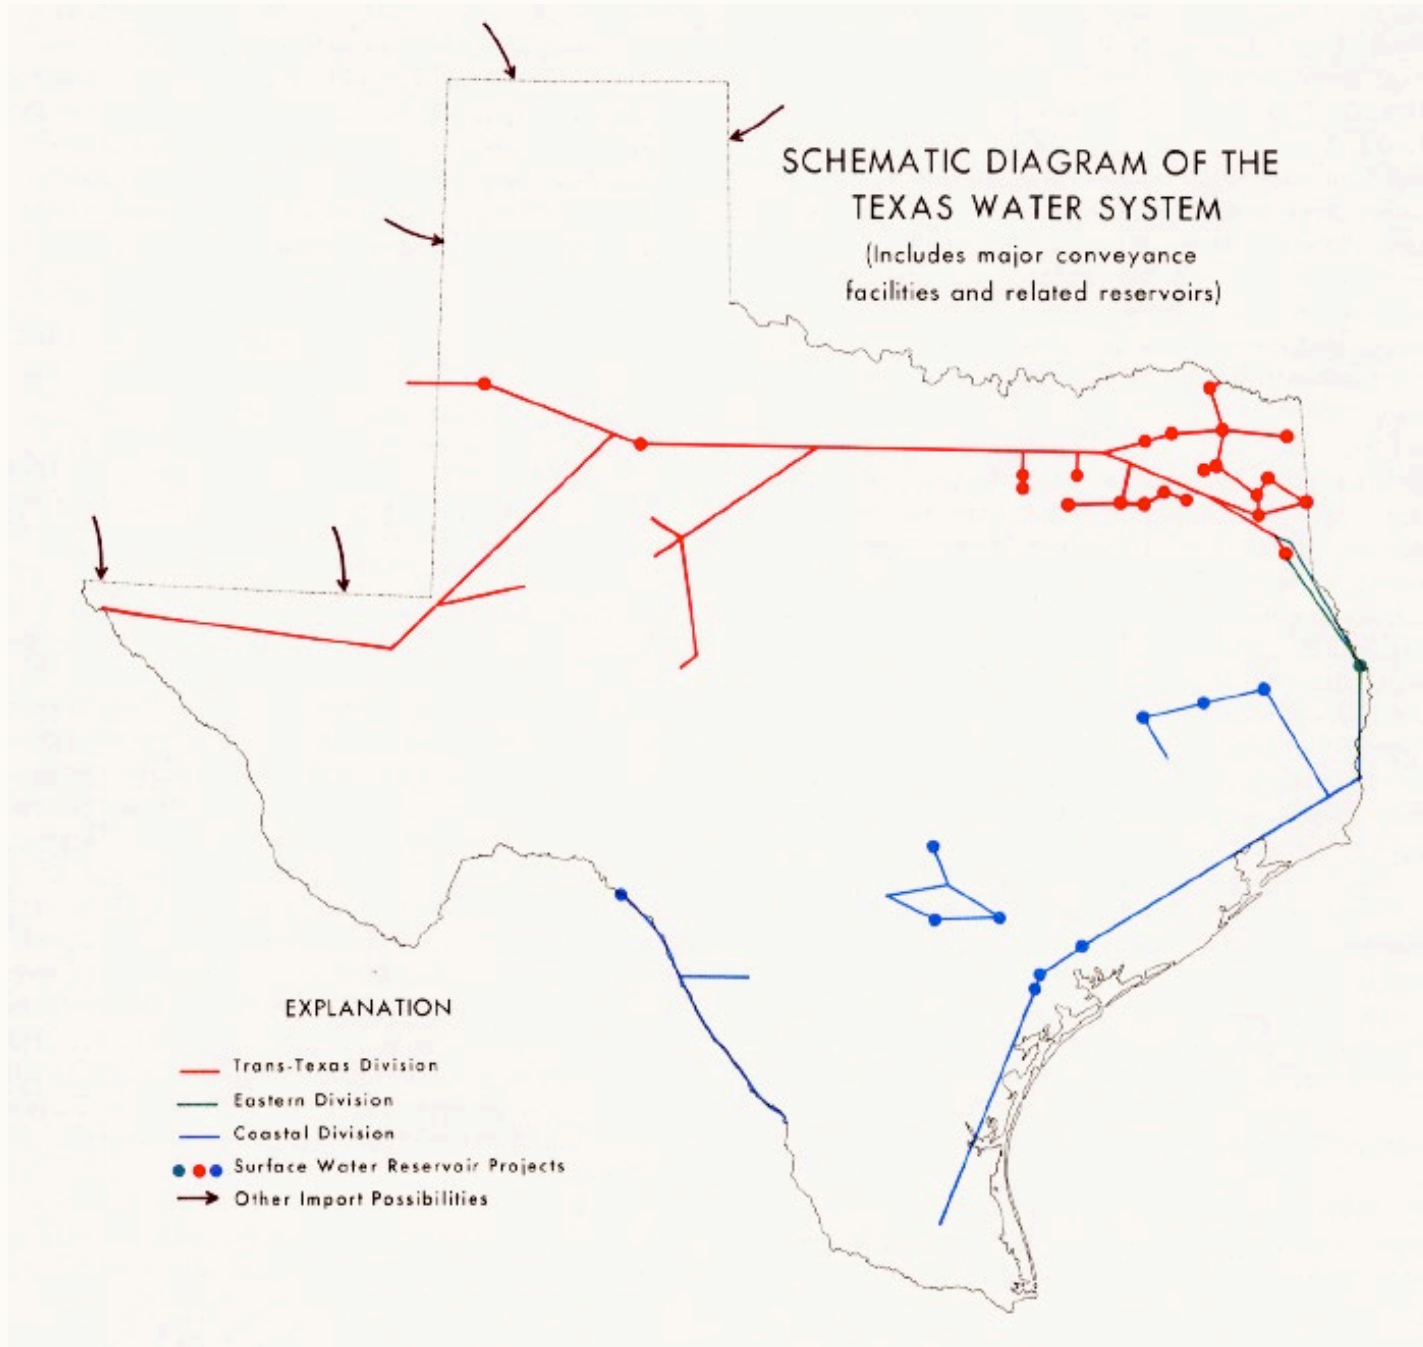 SCHEMATIC DIAGRAM OF THE
TEXAS WATER SYSTEM
(Includes major conveyance
facilities and related reservoirs)
EXPLANATION
Trans-Texas Division
Eastern Division
Coastal Division
Surface Water Reservoir Projects
Other Import Possibilities